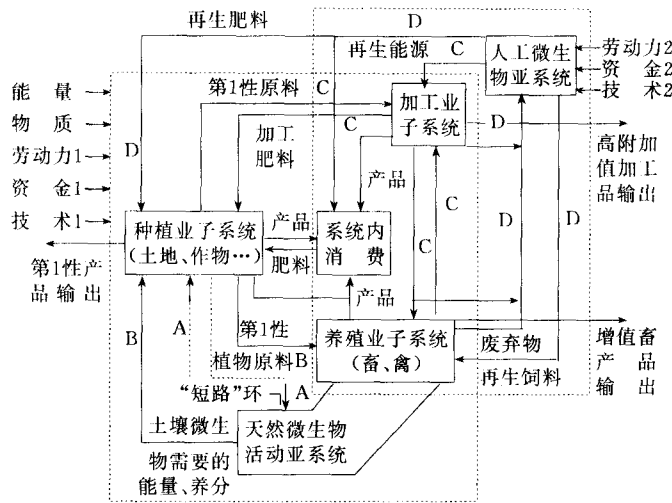 再生肥料
D
再生能源
C
人工微生
物亚系统
劳动力2
资 金2
技 术2
第1性原料
C
加工业
子系统
能 量
物 质
劳动力1
资 金1
技 术1
D
加工
肥料
C
D
高附加
值加工
品输出
产品
C
D
D
种植业子系统
(土地、作物…)
产品
肥料
系统内
消 费
C
第1性产
品输出
产品
B
A
第1性
植物原料B
养殖业子系统
(畜、禽)
废弃物
再生饲料
增值畜
产 品
输 出
“短路”环
A
土壤微生
物需要的
能量、养分
天然微生物
活动亚系统